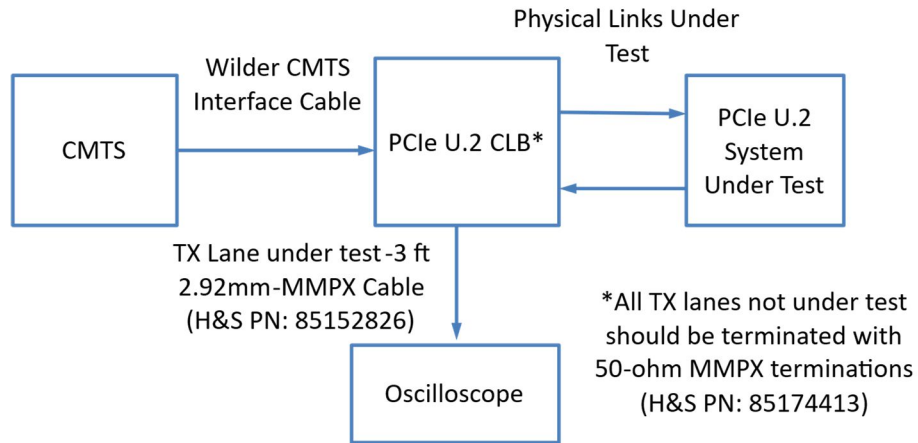 Physical Links Under
Test
Wilder CMTS
Interface Cable
CMTS
PCIe U.2 CLB*
PCIe U.2
System
Under Test
TX Lane under test-3 ft
2.92mm-MMPX Cable
(H&S PN: 85152826)
*All TX lanes not under test
should be terminated with
50-ohm MMPX terminations
(H&S PN: 85174413)
Oscilloscope